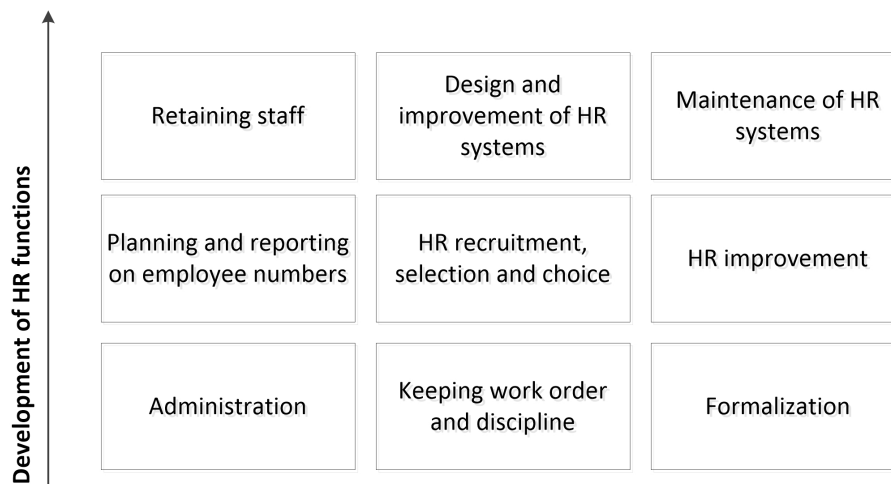 Development of HR functions
Retaining staff
Design and
improvement of HR
systems
Maintenance of HR
systems
Planning and reporting
on employee numbers
HR recruitment,
selection and choice
HR improvement
Administration
Keeping work order
and discipline
Formalization